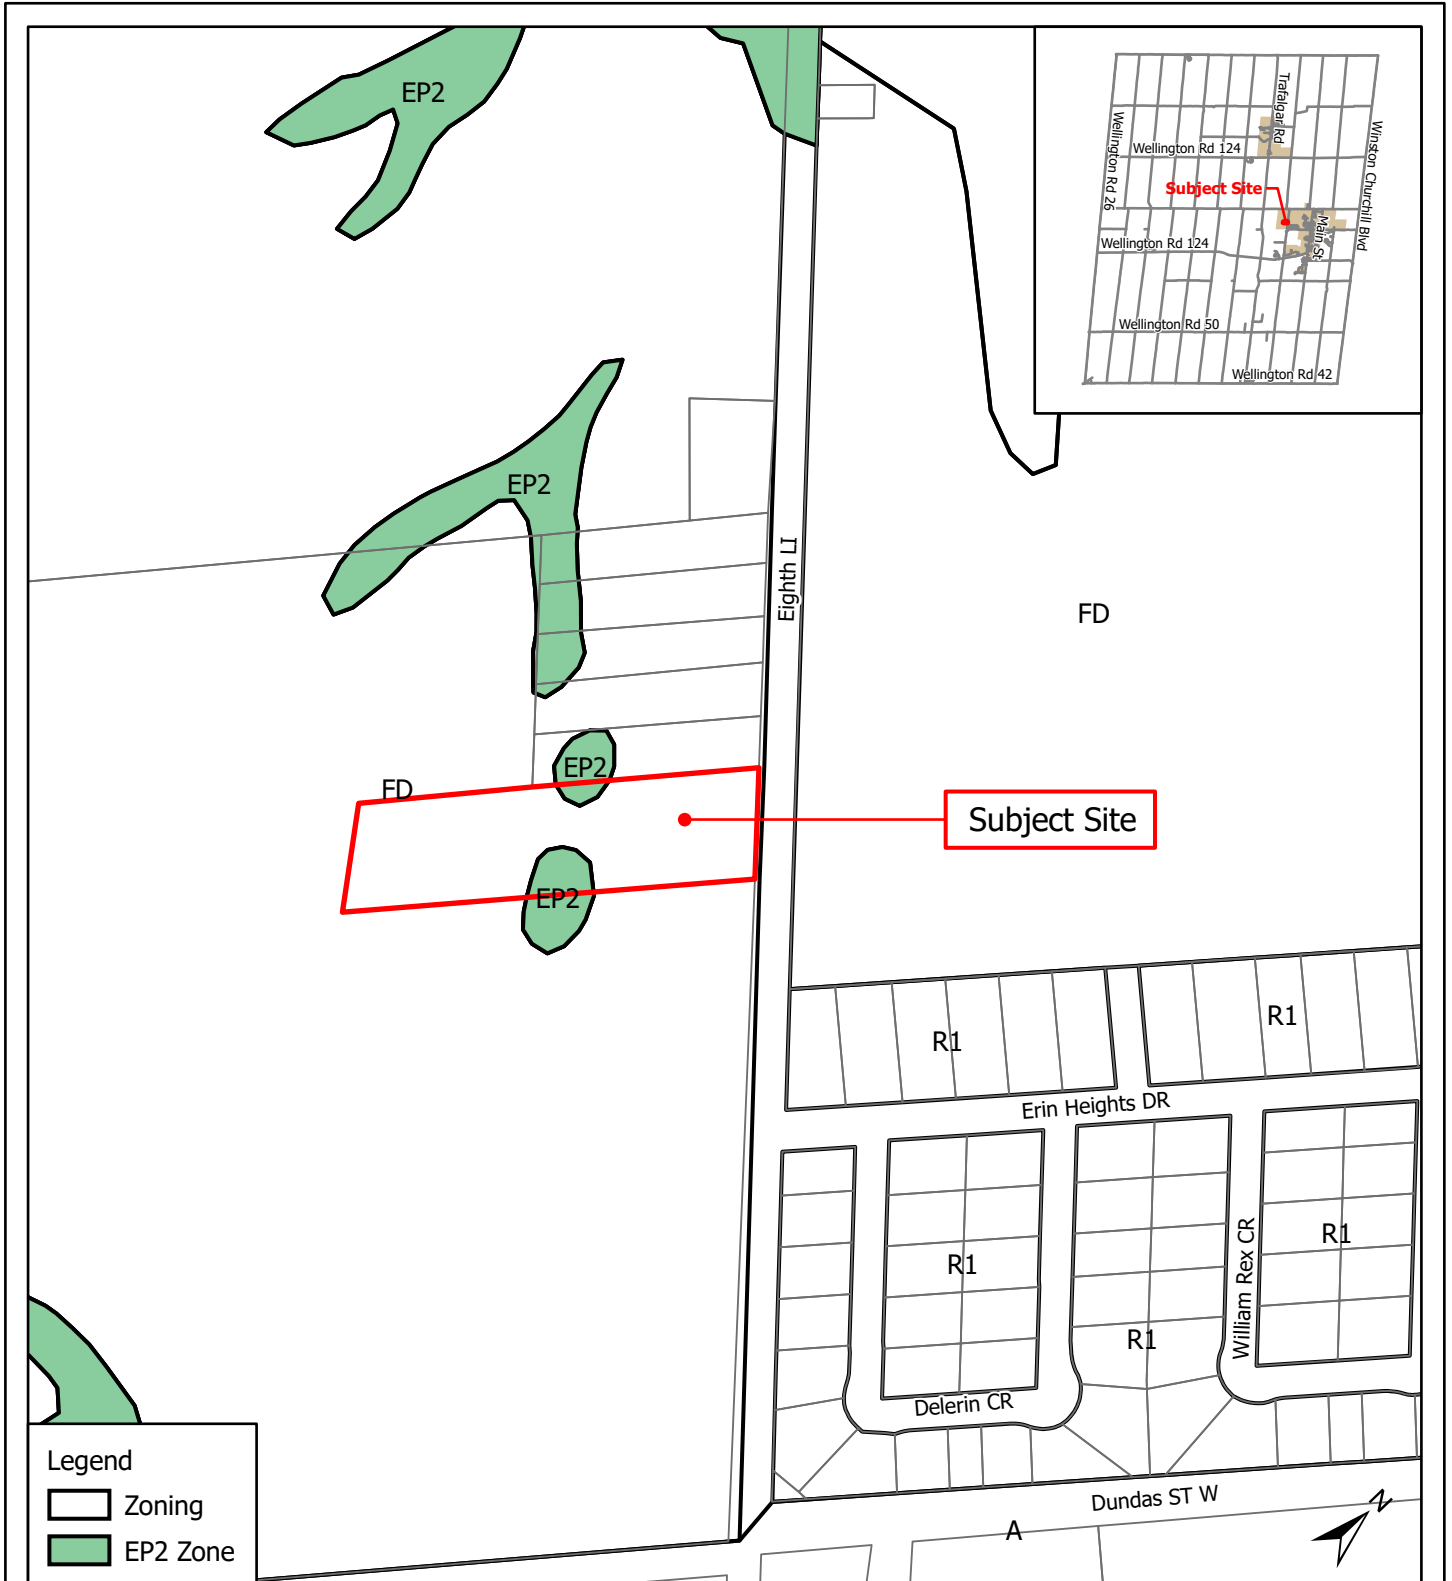 EP2
Trafalgar Rd
Winston Churchill Blvd
Wellington Rd 26
Wellington Rd 124
Subject Site
Main St
Wellington Rd 124
Wellington Rd 50
Wellington Rd 42
EP2
Eighth LI
FD
EP2
FD
Subject Site
EP2
R1
R1
Erin Heights DR
R1
R1
William Rex CR
R1
Delerin CR
Legend
Zoning
EP2 Zone
Dundas ST W
A
N